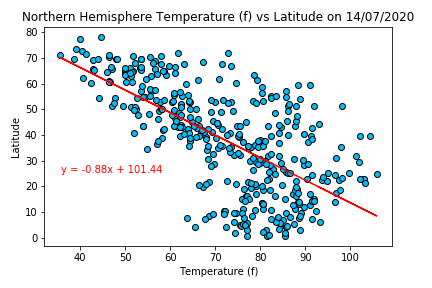 Northern Hemisphere Temperature (f) vs Latitude on 14/07/2020
80
70
60
50
40
30
20
10
0
Latitude
y = -0.88x + 101.44
40 50 60 70 80 90 100
Temperature (f)